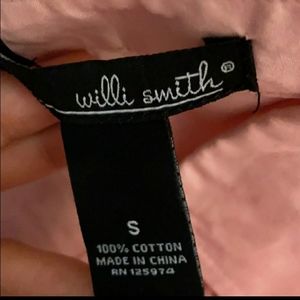 willi smith®
S
100% COTTON
MADE IN CHINA
RN 125974